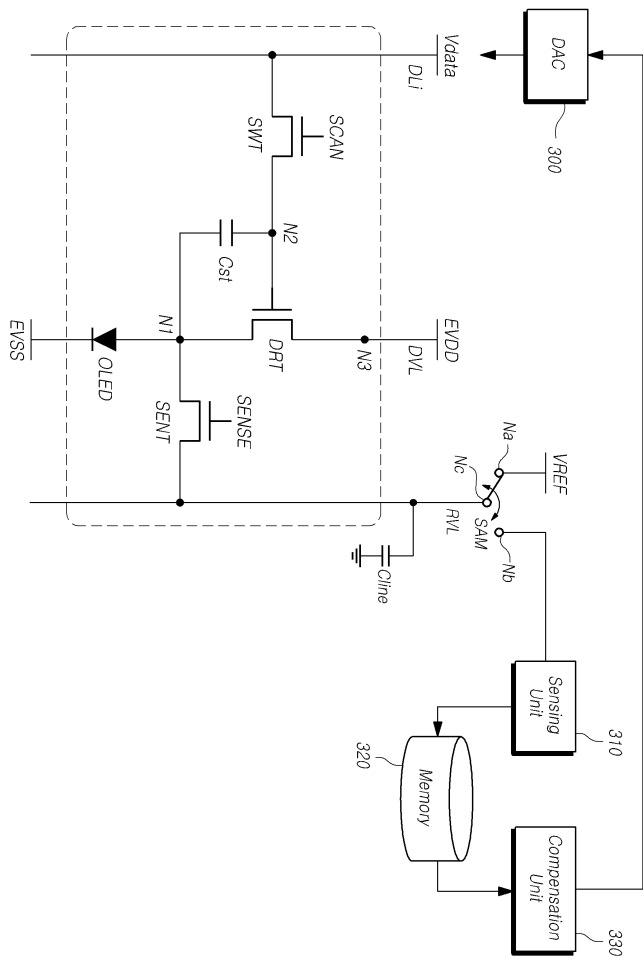 DAC
300
Vdata
DLi
SCAN
SWT
N2
Cst
N1
DRT
N3
EVDD
DVL
EVSS
OLED
SENT
SENSE
VREF
Na
Nc
SAM
Nb
RVL
Cline
Sensing
Unit
310
Memory
320
Compensation
Unit
330